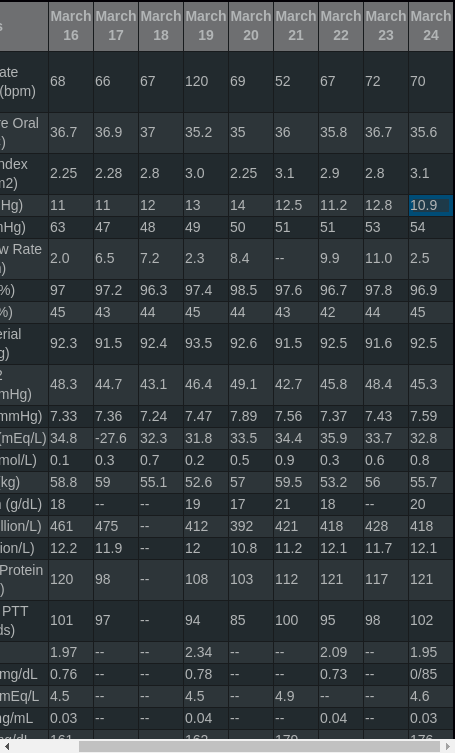 s March 16 March 17 March 18 March 19 March 20 March 21 March 22 March 23 March 24
ate (bpm) 68 66 67 120 69 52 67 72 70
re Oral ) 36.7 36.9 37 35.2 35 36 35.8 36.7 35.6
ndex m2) 2.25 2.28 2.8 3.0 2.25 3.1 2.9 2.8 3.1
Hg) 11 11 12 13 14 12.5 11.2 12.8 10.9
mHg) 63 47 48 49 50 51 51 53 54
w Rate n) 2.0 6.5 7.2 2.3 8.4 -- 9.9 11.0 2.5
%) 97 97.2 96.3 97.4 98.5 97.6 96.7 97.8 96.9
%) 45 43 44 45 44 43 42 44 45
erial g) 92.3 91.5 92.4 93.5 92.6 91.5 92.5 91.6 92.5
2 mHg) 48.3 44.7 43.1 46.4 49.1 42.7 45.8 48.4 45.3
mmHg) 7.33 7.36 7.24 7.47 7.89 7.56 7.37 7.43 7.59
(mEq/L) 34.8 -27.6 32.3 31.8 33.5 34.4 35.9 33.7 32.8
mol/L) 0.1 0.3 0.7 0.2 0.5 0.9 0.3 0.6 0.8
kg) 58.8 59 55.1 52.6 57 59.5 53.2 56 55.7
n (g/dL) 18 -- -- 19 17 21 18 -- 20
illion/L) 461 475 -- 412 392 421 418 428 418
ion/L) 12.2 11.9 -- 12 10.8 11.2 12.1 11.7 12.1
Protein ) 120 98 -- 108 103 112 121 117 121
PTT ds) 101 97 -- 94 85 100 95 98 102
1.97 -- -- 2.34 -- -- 2.09 -- 1.95
mg/dL 0.76 -- -- 0.78 -- -- 0.73 -- 0/85
mEq/L 4.5 -- -- 4.5 -- 4.9 -- -- 4.6
ng/mL 0.03 -- -- 0.04 -- -- 0.04 -- 0.03